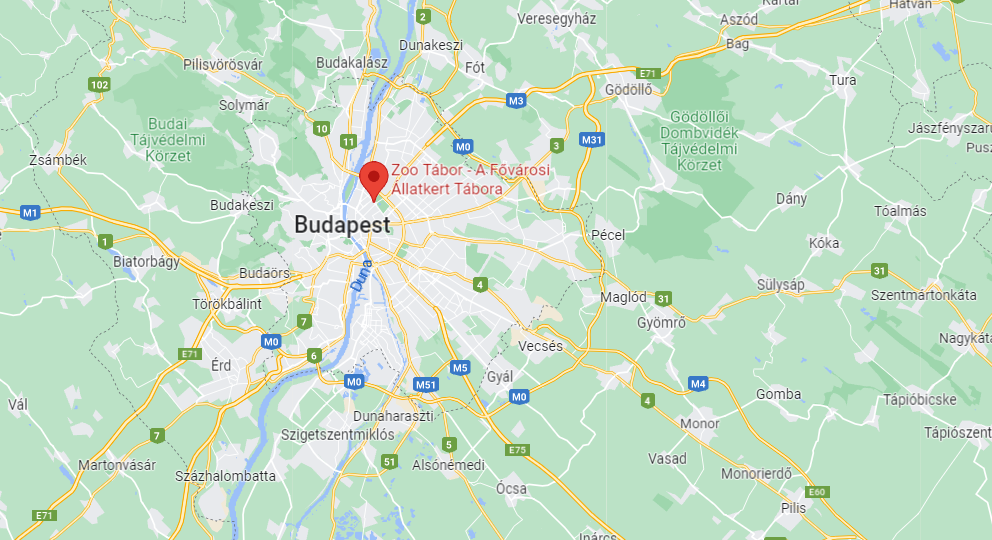 Kartal
Hatvan
Veresegyház
Aszód
2
Bag
Dunakeszi
Pilisvörösvár
Budakalász
Fót
E71
Tura
102
Gödöllő
Solymár
M3
Gödöllői
Dombvidék
Tájvédelmi
Körzet
Budai
Tájvédelmi
Körzet
10
11
M0
3
M31
Jászfényszaru
Zsámbék
Zoo Tábor - A Fővárosi
Állatkert Tábora
Dány
Budakeszi
M1
Tóalmás
Budapest
Pécel
1
Kóka
Biatorbágy
Budaörs
Duna
31
4
Sülysáp
Törökbálint
Maglód
31
Szentmártonkáta
7
Gyömrő
M0
Vecsés
E71
6
Érd
M5
Gyál
M0
M51
M4
M0
Gomba
4
Tápióbicske
Vál
Dunaharaszti
Monor
Szigetszentmiklós
7
5
E75
Vasad
Martonvásár
51
Alsónémedi
Monorierdő
Százhalombatta
Ócsa
E60
Pilis
E71